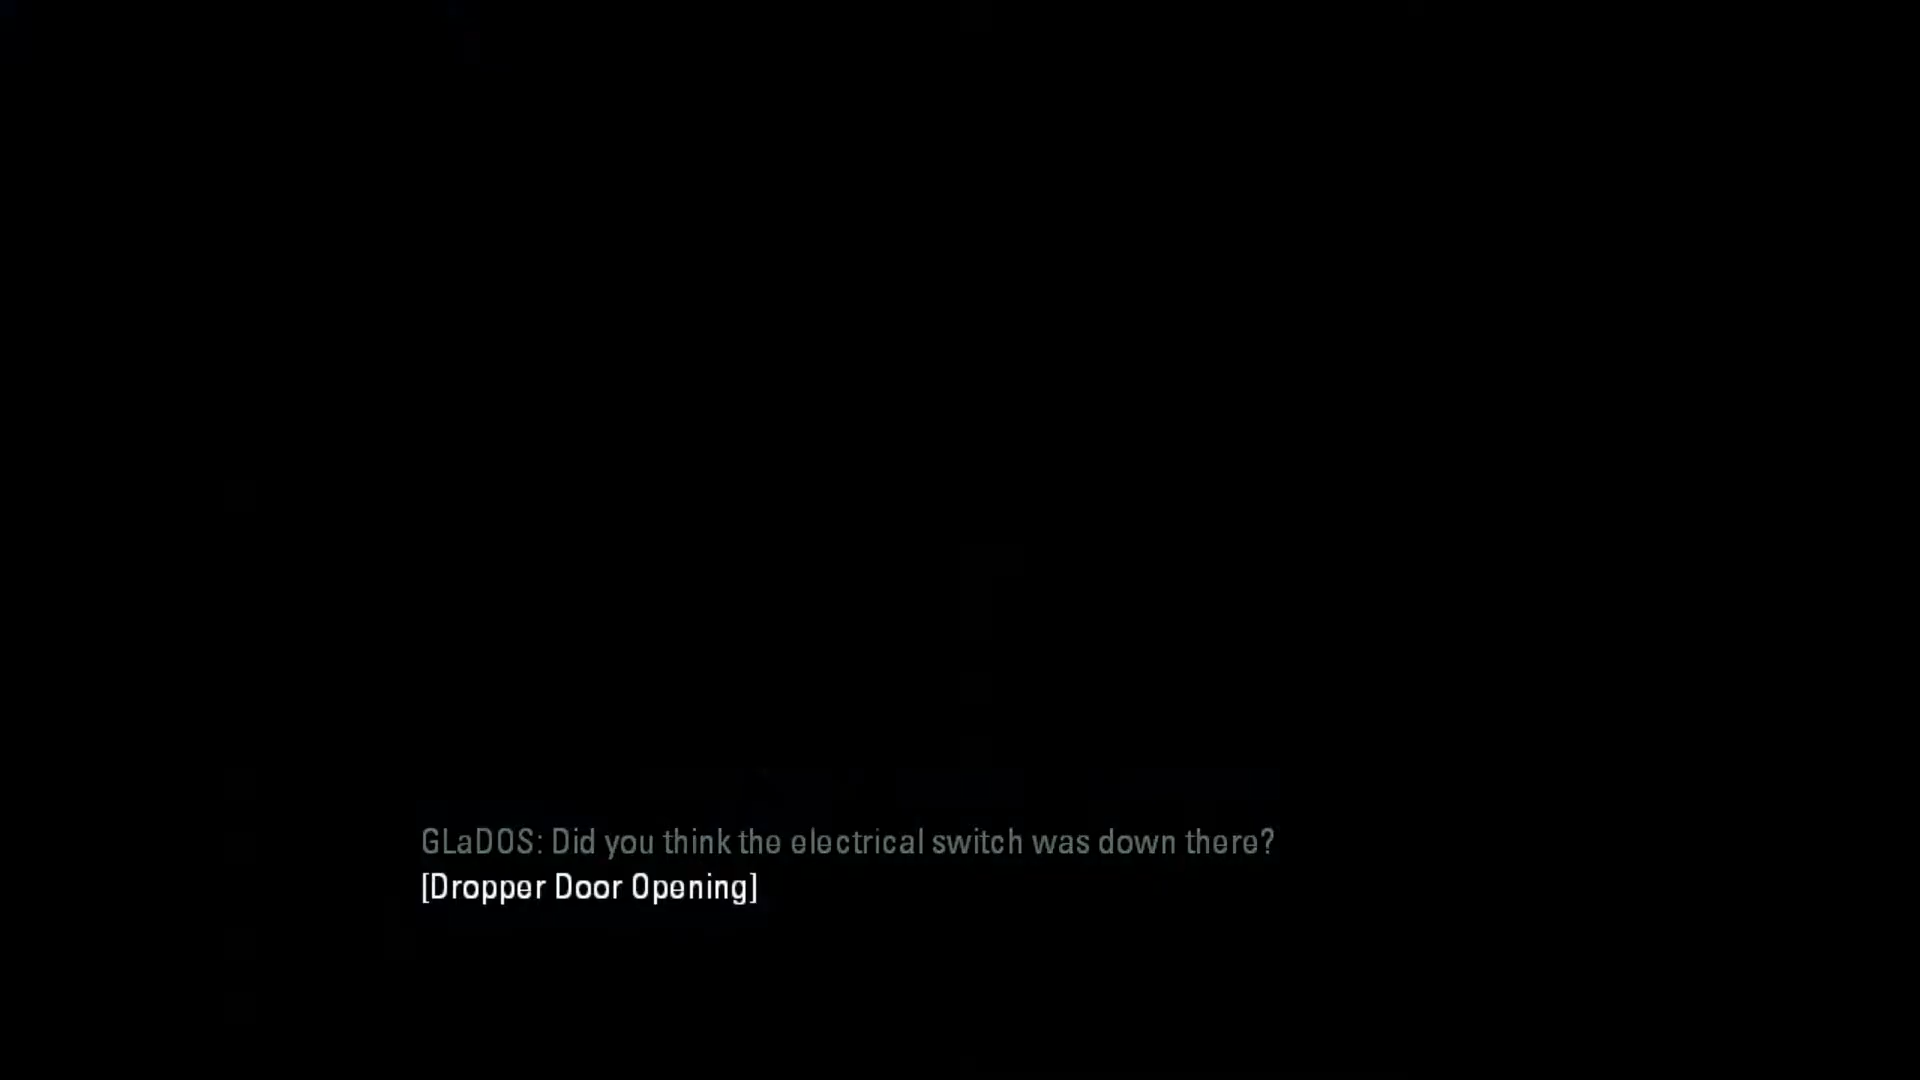 GLaDOS: Did you think the electrical switch was down there?
[Dropper Door Opening]